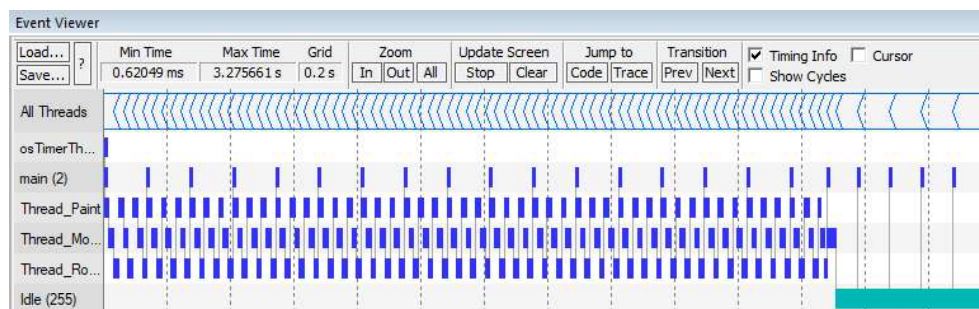 Event Viewer
Load... ? Min Time Max Time Grid Zoom Update Screen Jump to Transition Timing Info Cursor
Save... 0.62049 ms 3.275661 s 0.2 s In Out All Stop Clear Code Trace Prev Next Show Cycles
All Threads
osTimerTh...
main (2)
Thread_Paint
Thread_Mo...
Thread_Ro...
Idle (255)